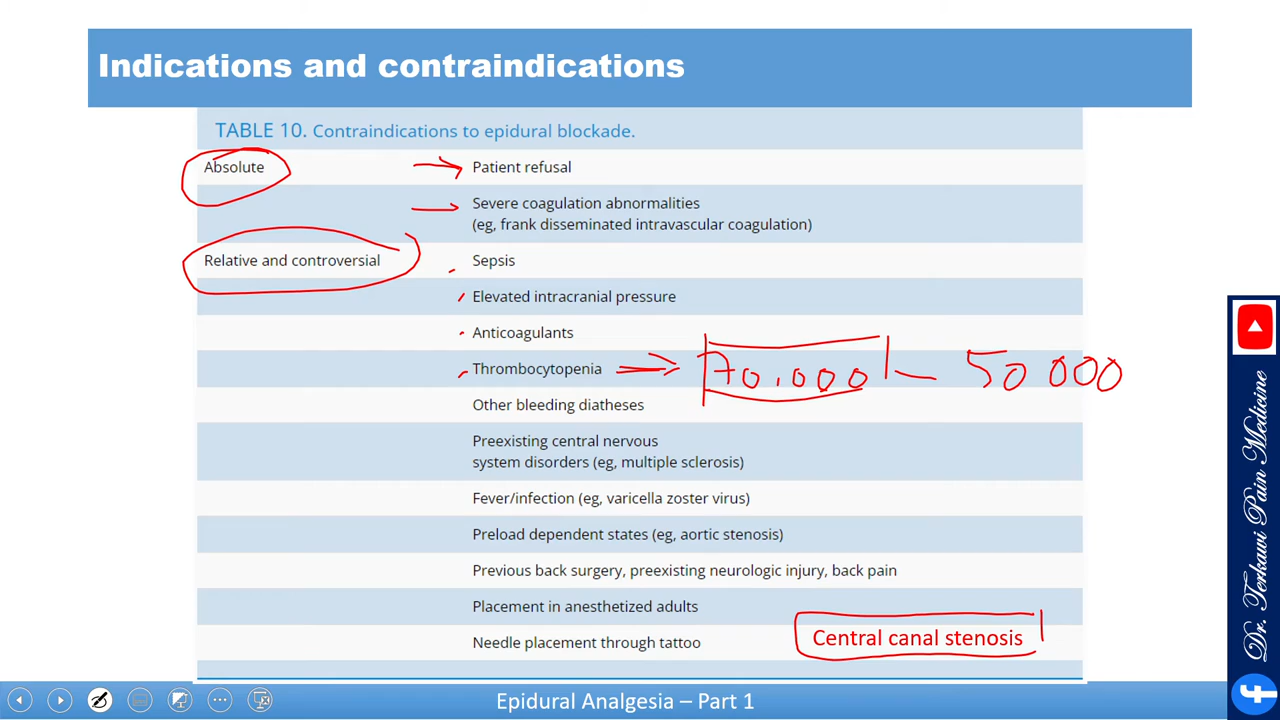 Indications and contraindications
TABLE 10. Contraindications to epidural blockade.
Absolute Patient refusal
Severe coagulation abnormalities
(eg, frank disseminated intravascular coagulation)
Relative and controversial Sepsis
Elevated intracranial pressure
Anticoagulants
Thrombocytopenia 70.000 – 50 000
Other bleeding diatheses
Preexisting central nervous
system disorders (eg, multiple sclerosis)
Fever/infection (eg, varicella zoster virus)
Preload dependent states (eg, aortic stenosis)
Previous back surgery, preexisting neurologic injury, back pain
Placement in anesthetized adults
Needle placement through tattoo
Central canal stenosis
Epidural Analgesia – Part 1
Dr. Terkawi Pain Medicine